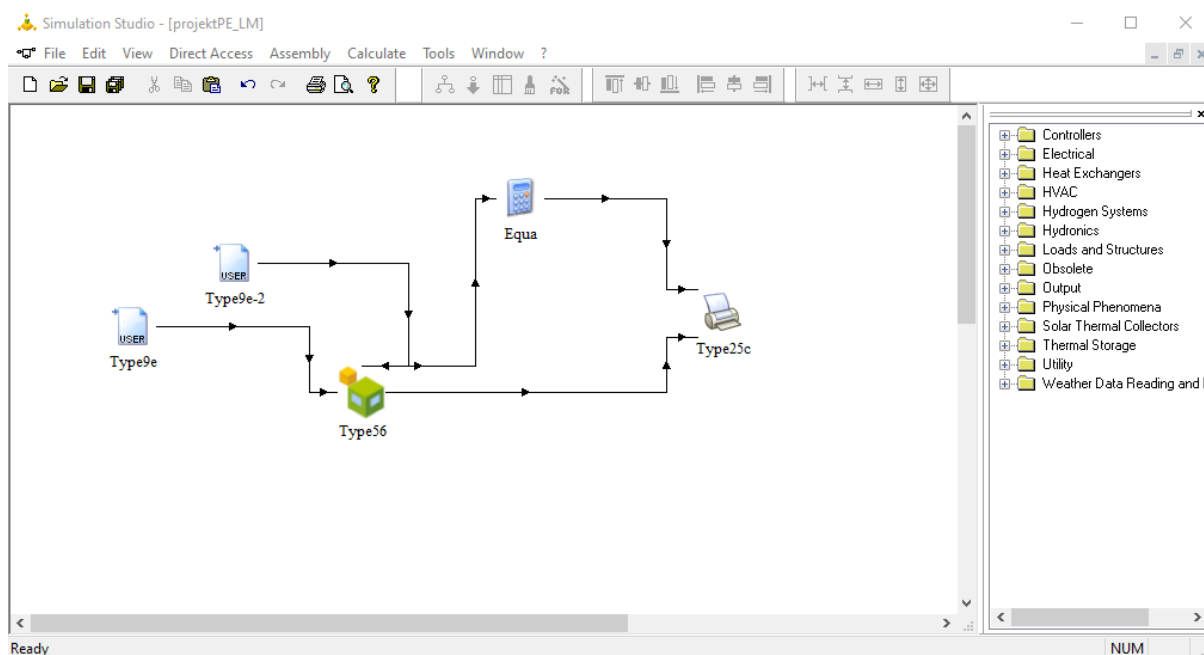 Simulation Studio - [projektPE_LM]
File Edit View Direct Access Assembly Calculate Tools Window ?
FOR
Controllers
Electrical
Heat Exchangers
HVAC
Hydrogen Systems
Hydronics
Loads and Structures
Obsolete
Output
Physical Phenomena
Solar Thermal Collectors
Thermal Storage
Utility
Weather Data Reading and
Equa
USER
Type9e-2
USER
Type9e
Type25c
Type56
Ready
NUM